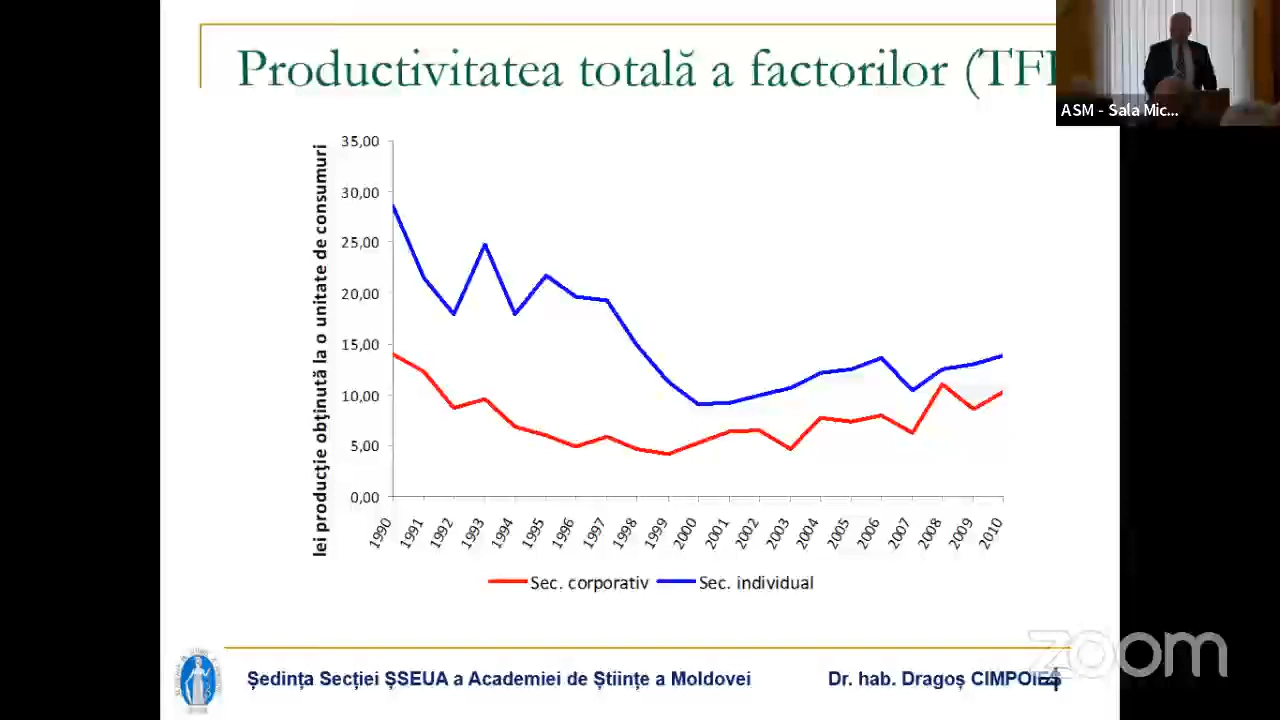 Productivitatea totală a factorilor (TF
ASM - Sala Mic...
lei producție obținută la o unitate de consumuri
35,00
30,00
25,00
20,00
15,00
10,00
5,00
0,00
1990 1991 1992 1993 1994 1995 1996 1997 1998 1999 2000 2001 2002 2003 2004 2005 2006 2007 2008 2009 2010
Sec. corporativ Sec. individual
zoom
Ședința Secției ȘSEUA a Academiei de Științe a Moldovei Dr. hab. Dragoș CIMPOIEȘ